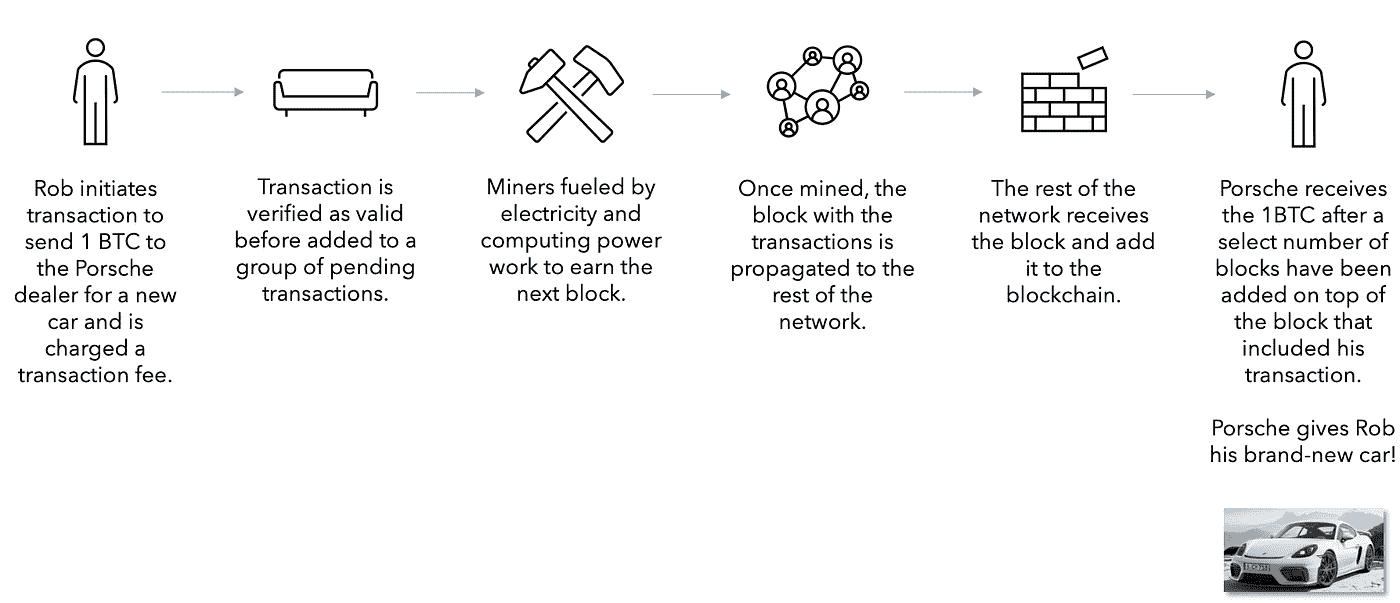 Rob initiates
transaction to
send 1 BTC to
the Porsche
dealer for a new
car and is
charged a
transaction fee.
Transaction is
verified as valid
before added to a
group of pending
transactions.
Miners fueled by
electricity and
computing power
work to earn the
next block.
Once mined, the
block with the
transactions is
propagated to the
rest of the
network.
The rest of the
network receives
the block and add
it to the
blockchain.
Porsche receives
the 1BTC after a
select number of
blocks have been
added on top of
the block that
included his
transaction.
Porsche gives Rob
his brand-new car!